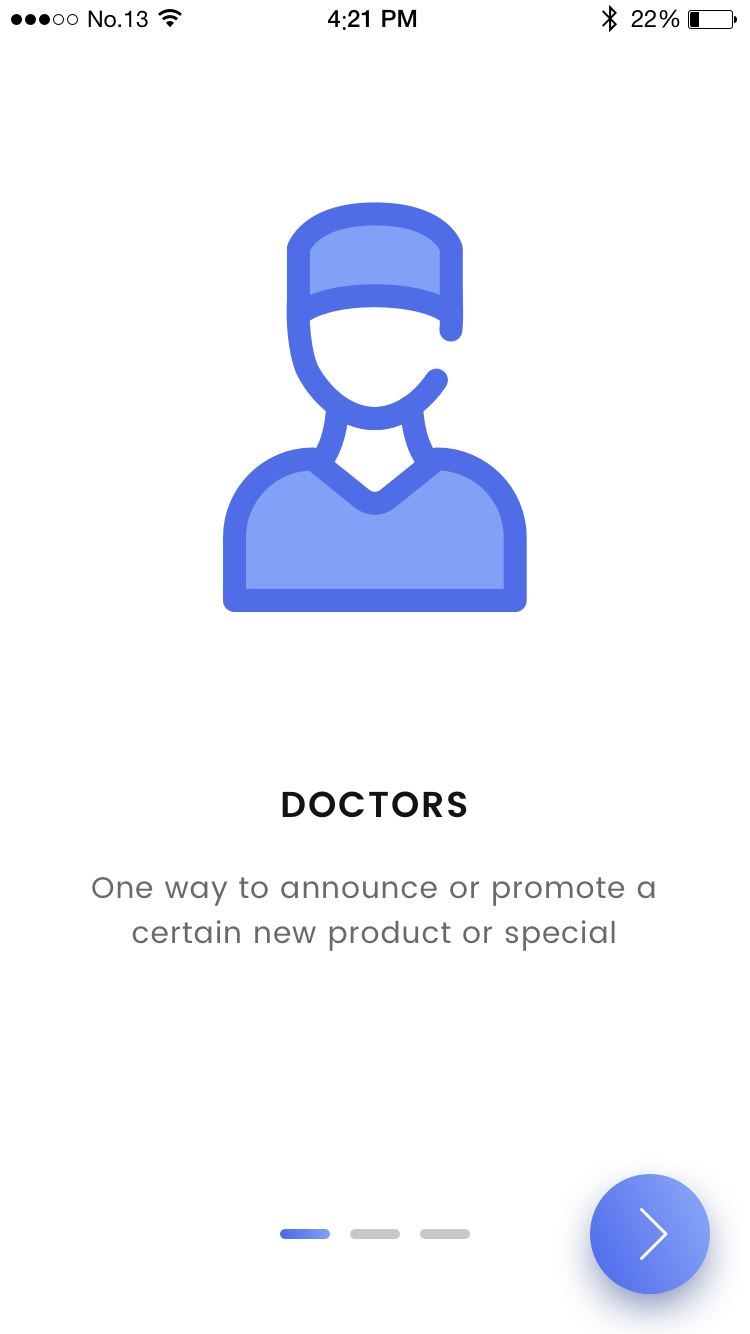 No.13
4:21 PM
22%
DOCTORS
One way to announce or promote a
certain new product or special